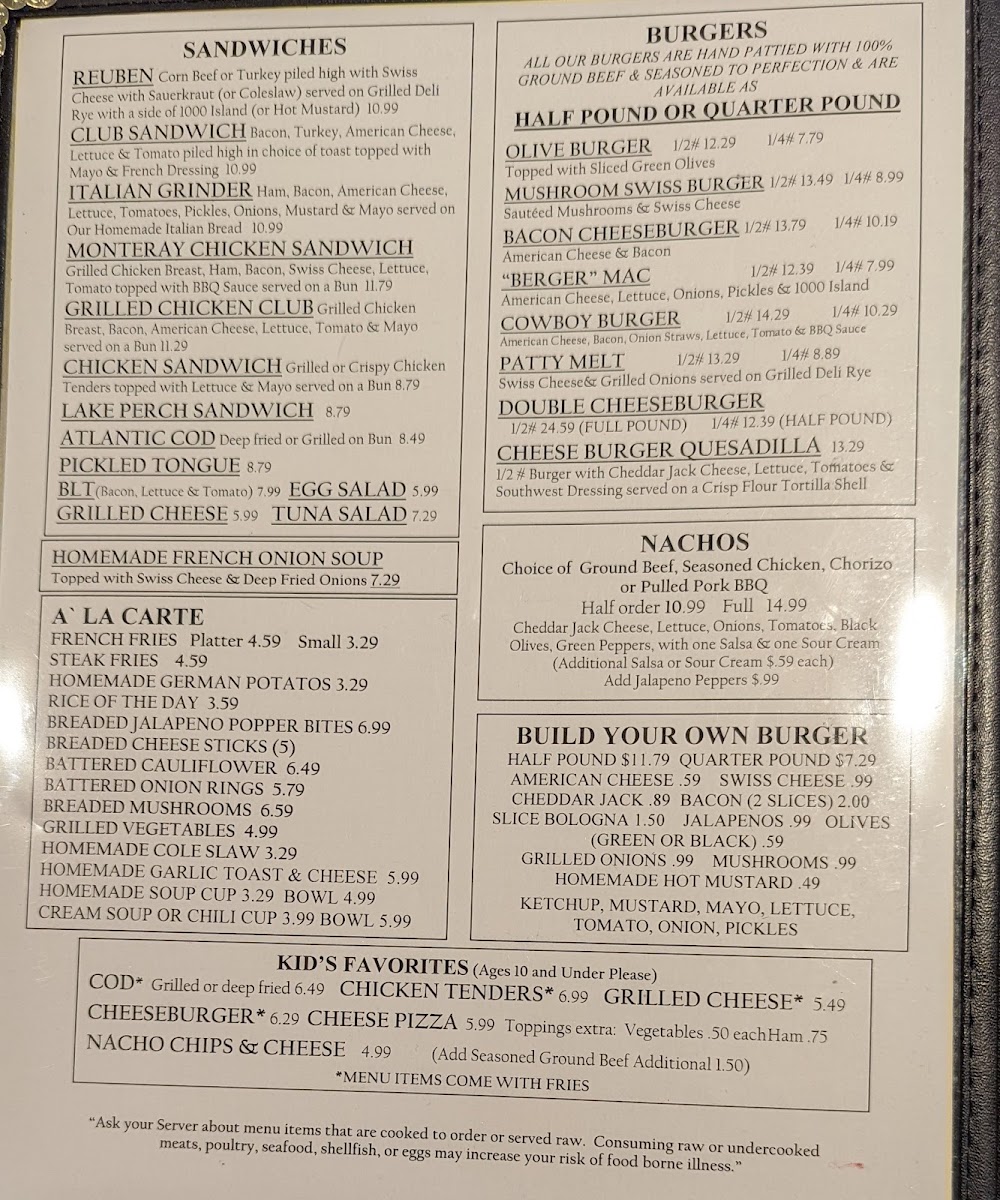 SANDWICHES
REUBEN Corn Beef or Turkey piled high with Swiss
Cheese with Sauerkraut (or Coleslaw) served on Grilled Deli
Rye with a side of 1000 Island (or Hot Mustard) 10.99
CLUB SANDWICH Bacon, Turkey, American Cheese,
Lettuce & Tomato piled high in choice of toast topped with
Mayo & French Dressing 10.99
ITALIAN GRINDER Ham, Bacon, American Cheese,
Lettuce, Tomatoes, Pickles, Onions, Mustard & Mayo served on
Our Homemade Italian Bread 10.99
MONTERAY CHICKEN SANDWICH
Grilled Chicken Breast, Ham, Bacon, Swiss Cheese, Lettuce,
Tomato topped with BBQ Sauce served on a Bun 11.79
GRILLED CHICKEN CLUB Grilled Chicken
Breast, Bacon, American Cheese, Lettuce, Tomato & Mayo
served on a Bun 11.29
CHICKEN SANDWICH Grilled or Crispy Chicken
Tenders topped with Lettuce & Mayo served on a Bun 8.79
LAKE PERCH SANDWICH 8.79
ATLANTIC COD Deep fried or Grilled on Bun 8.49
PICKLED TONGUE 8.79
BLT (Bacon, Lettuce & Tomato) 7.99 EGG SALAD 5.99
GRILLED CHEESE 5.99 TUNA SALAD 7.29
HOMEMADE FRENCH ONION SOUP
Topped with Swiss Cheese & Deep Fried Onions 7.29
A` LA CARTE
FRENCH FRIES Platter 4.59 Small 3.29
STEAK FRIES 4.59
HOMEMADE GERMAN POTATOS 3.29
RICE OF THE DAY 3.59
BREADED JALAPENO POPPER BITES 6.99
BREADED CHEESE STICKS (5)
BATTERED CAULIFLOWER 6.49
BATTERED ONION RINGS 5.79
BREADED MUSHROOMS 6.59
GRILLED VEGETABLES 4.99
HOMEMADE COLE SLAW 3.29
HOMEMADE GARLIC TOAST & CHEESE 5.99
HOMEMADE SOUP CUP 3.29 BOWL 4.99
CREAM SOUP OR CHILI CUP 3.99 BOWL 5.99
BURGERS
ALL OUR BURGERS ARE HAND PATTIED WITH 100%
GROUND BEEF & SEASONED TO PERFECTION & ARE
AVAILABLE AS
HALF POUND OR QUARTER POUND
OLIVE BURGER 1/2# 12.29 1/4# 7.79
Topped with Sliced Green Olives
MUSHROOM SWISS BURGER 1/2# 13.49 1/4# 8.99
Sautéed Mushrooms & Swiss Cheese
BACON CHEESEBURGER 1/2# 13.79 1/4# 10.19
American Cheese & Bacon
“BERGER” MAC 1/2# 12.39 1/4# 7.99
American Cheese, Lettuce, Onions, Pickles & 1000 Island
COWBOY BURGER 1/2# 14.29 1/4# 10.29
American Cheese, Bacon, Onion Straws, Lettuce, Tomato & BBQ Sauce
PATTY MELT 1/2# 13.29 1/4# 8.89
Swiss Cheese& Grilled Onions served on Grilled Deli Rye
DOUBLE CHEESEBURGER
1/2# 24.59 (FULL POUND) 1/4# 12.39 (HALF POUND)
CHEESE BURGER QUESADILLA 13.29
1/2 # Burger with Cheddar Jack Cheese, Lettuce, Tomatoes &
Southwest Dressing served on a Crisp Flour Tortilla Shell
NACHOS
Choice of Ground Beef, Seasoned Chicken, Chorizo
or Pulled Pork BBQ
Half order 10.99 Full 14.99
Cheddar Jack Cheese, Lettuce, Onions, Tomatoes, Black
Olives, Green Peppers, with one Salsa & one Sour Cream
(Additional Salsa or Sour Cream $.59 each)
Add Jalapeno Peppers $.99
BUILD YOUR OWN BURGER
HALF POUND $11.79 QUARTER POUND $7.29
AMERICAN CHEESE .59 SWISS CHEESE .99
CHEDDAR JACK .89 BACON (2 SLICES) 2.00
SLICE BOLOGNA 1.50 JALAPENOS .99 OLIVES
(GREEN OR BLACK) .59
GRILLED ONIONS .99 MUSHROOMS .99
HOMEMADE HOT MUSTARD .49
KETCHUP, MUSTARD, MAYO, LETTUCE,
TOMATO, ONION, PICKLES
KID’S FAVORITES (Ages 10 and Under Please)
COD* Grilled or deep fried 6.49 CHICKEN TENDERS* 6.99 GRILLED CHEESE* 5.49
CHEESEBURGER* 6.29 CHEESE PIZZA 5.99 Toppings extra: Vegetables .50 eachHam .75
NACHO CHIPS & CHEESE 4.99 (Add Seasoned Ground Beef Additional 1.50)
*MENU ITEMS COME WITH FRIES
“Ask your Server about menu items that are cooked to order or served raw. Consuming raw or undercooked
meats, poultry, seafood, shellfish, or eggs may increase your risk of food borne illness.”